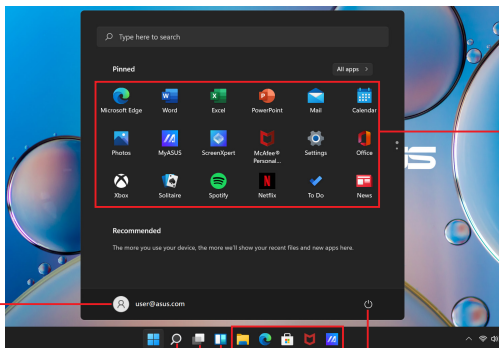 Type here to search
Pinned
All apps >
Microsoft Edge Word Excel PowerPoint Mail Calendar
Photos MyASUS ScreenXpert McAfee® Personal... Settings Office
Xbox Solitaire Spotify Netflix To Do News
Recommended
The more you use your device, the more we'll show your recent files and new apps here.
user@asus.com